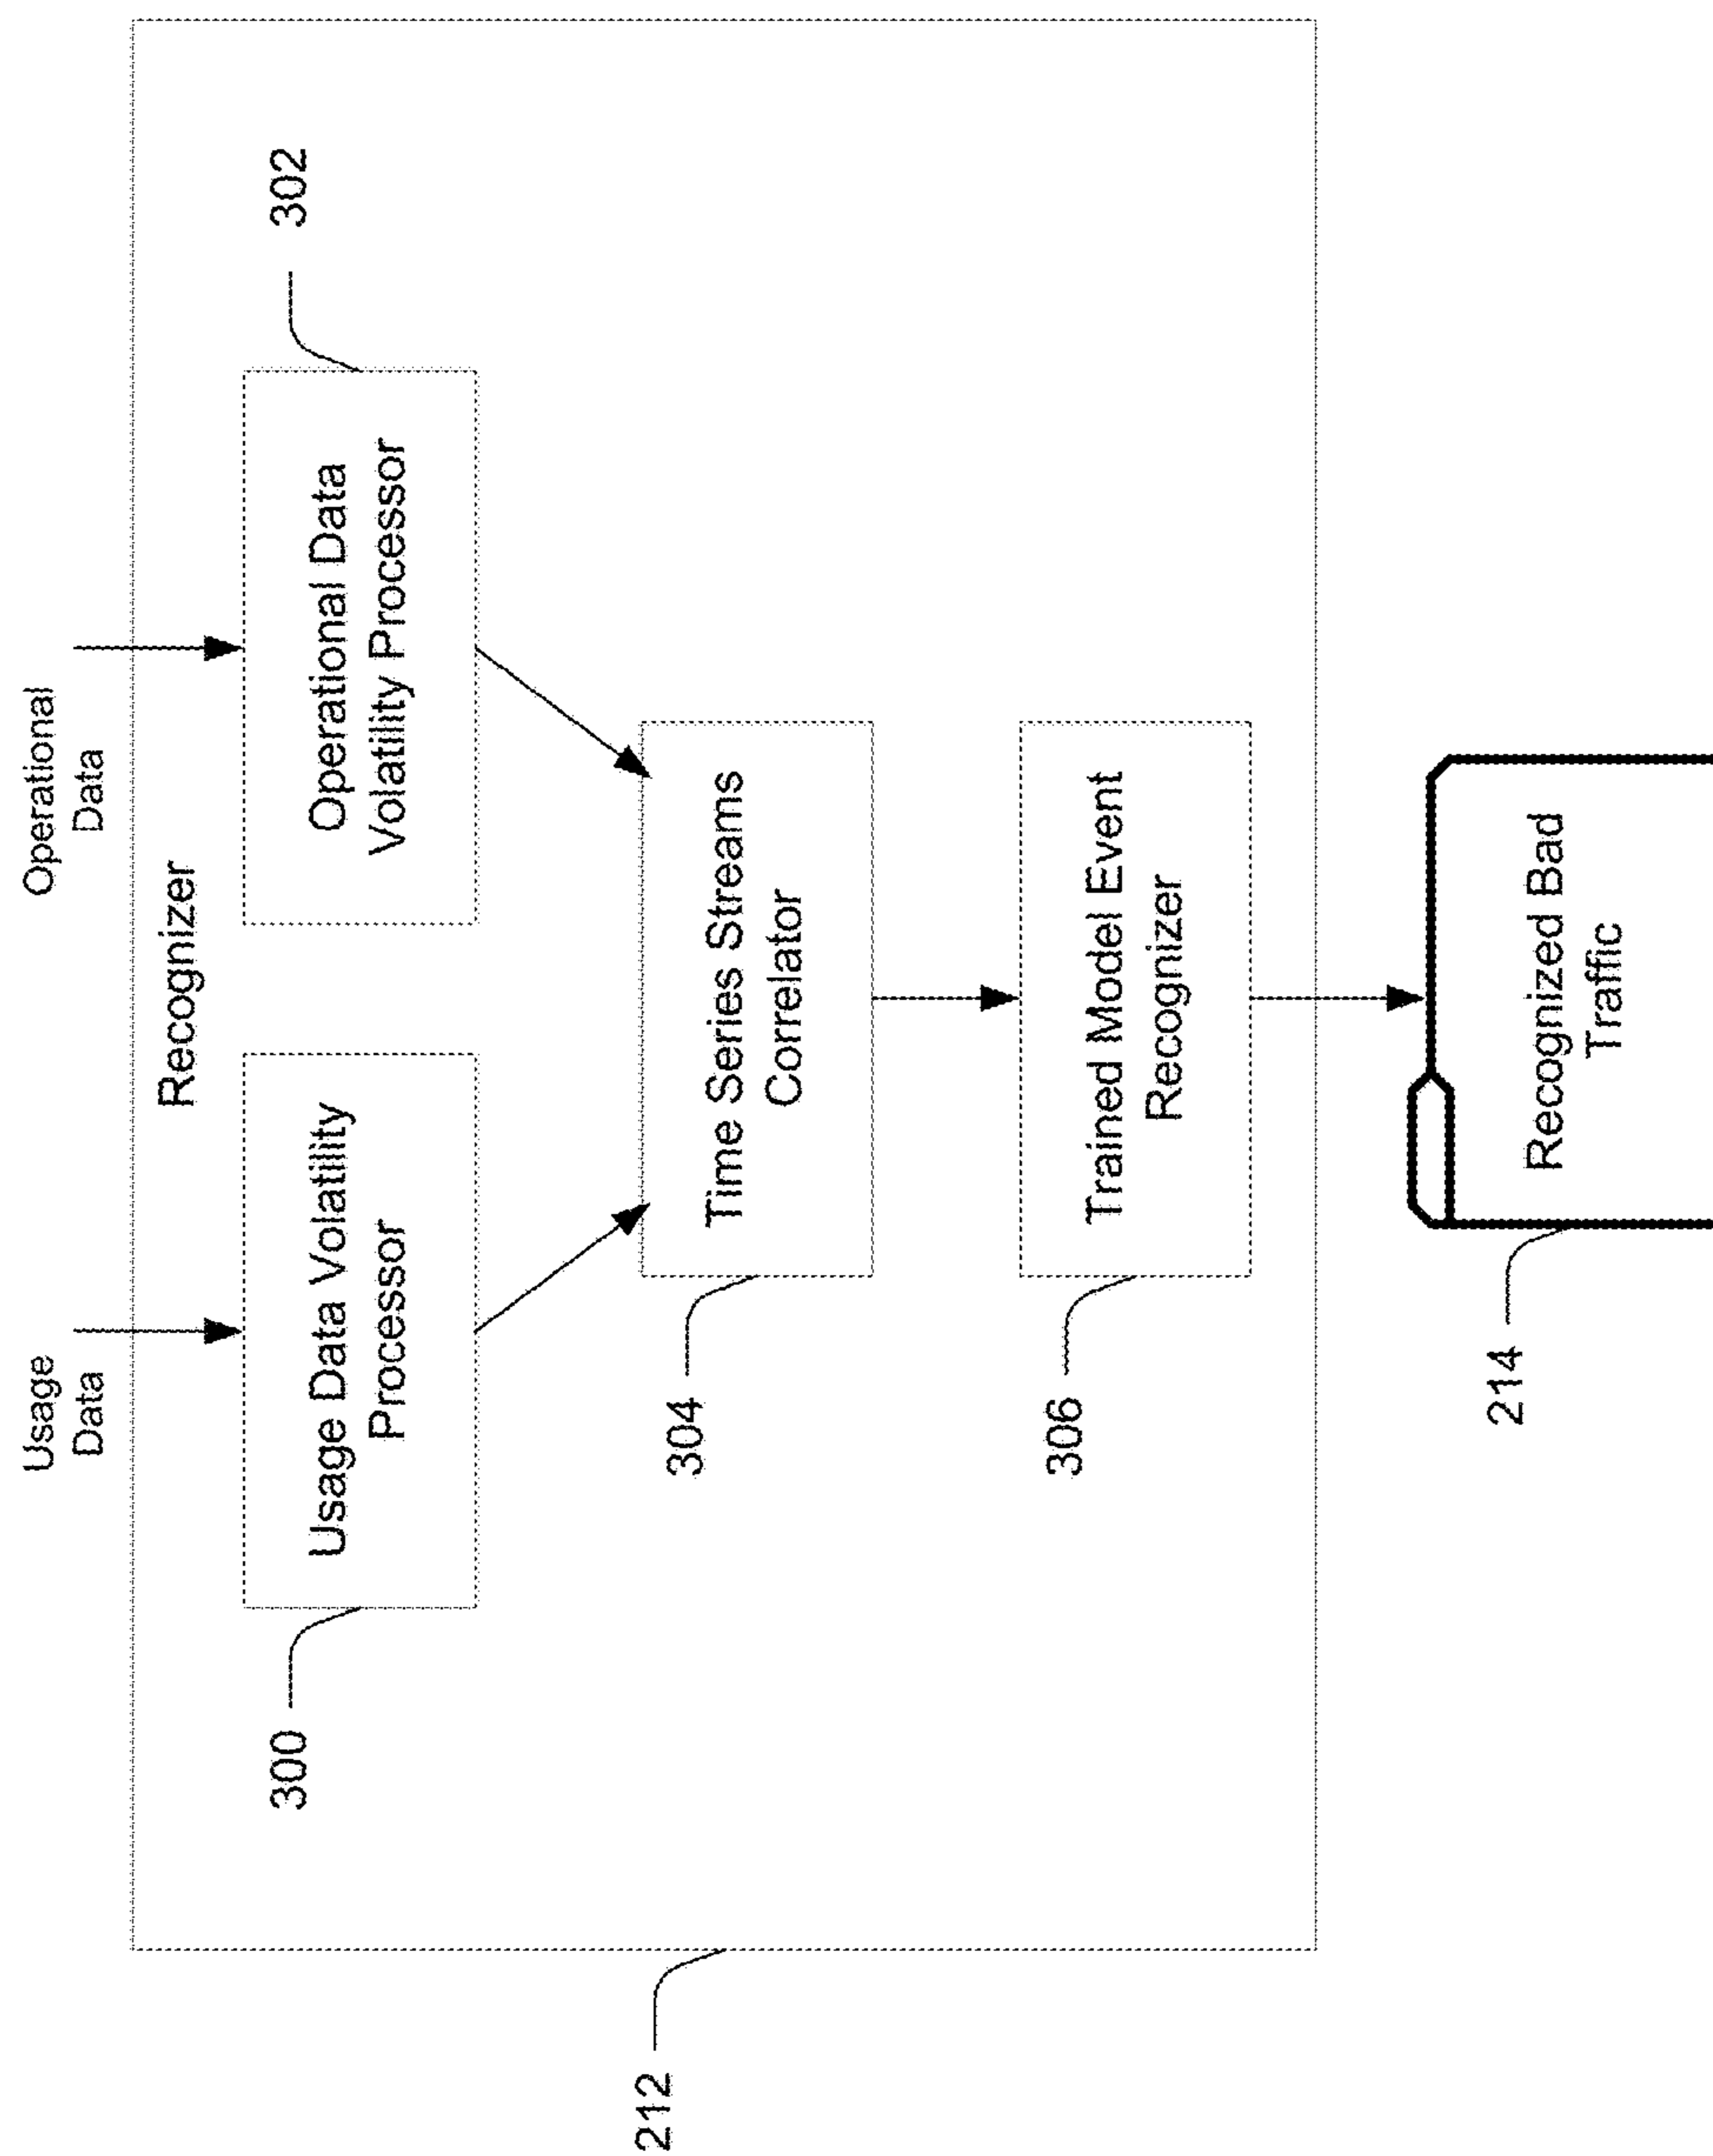 Usage
Data
Operational
Data
Recognizer
300
Usage Data Volatility
Processor
Operational Data
Volatility Processor
302
304
Time Series Streams
Correlator
212
306
Trained Model Event
Recognizer
214
Recognized Bad
Traffic